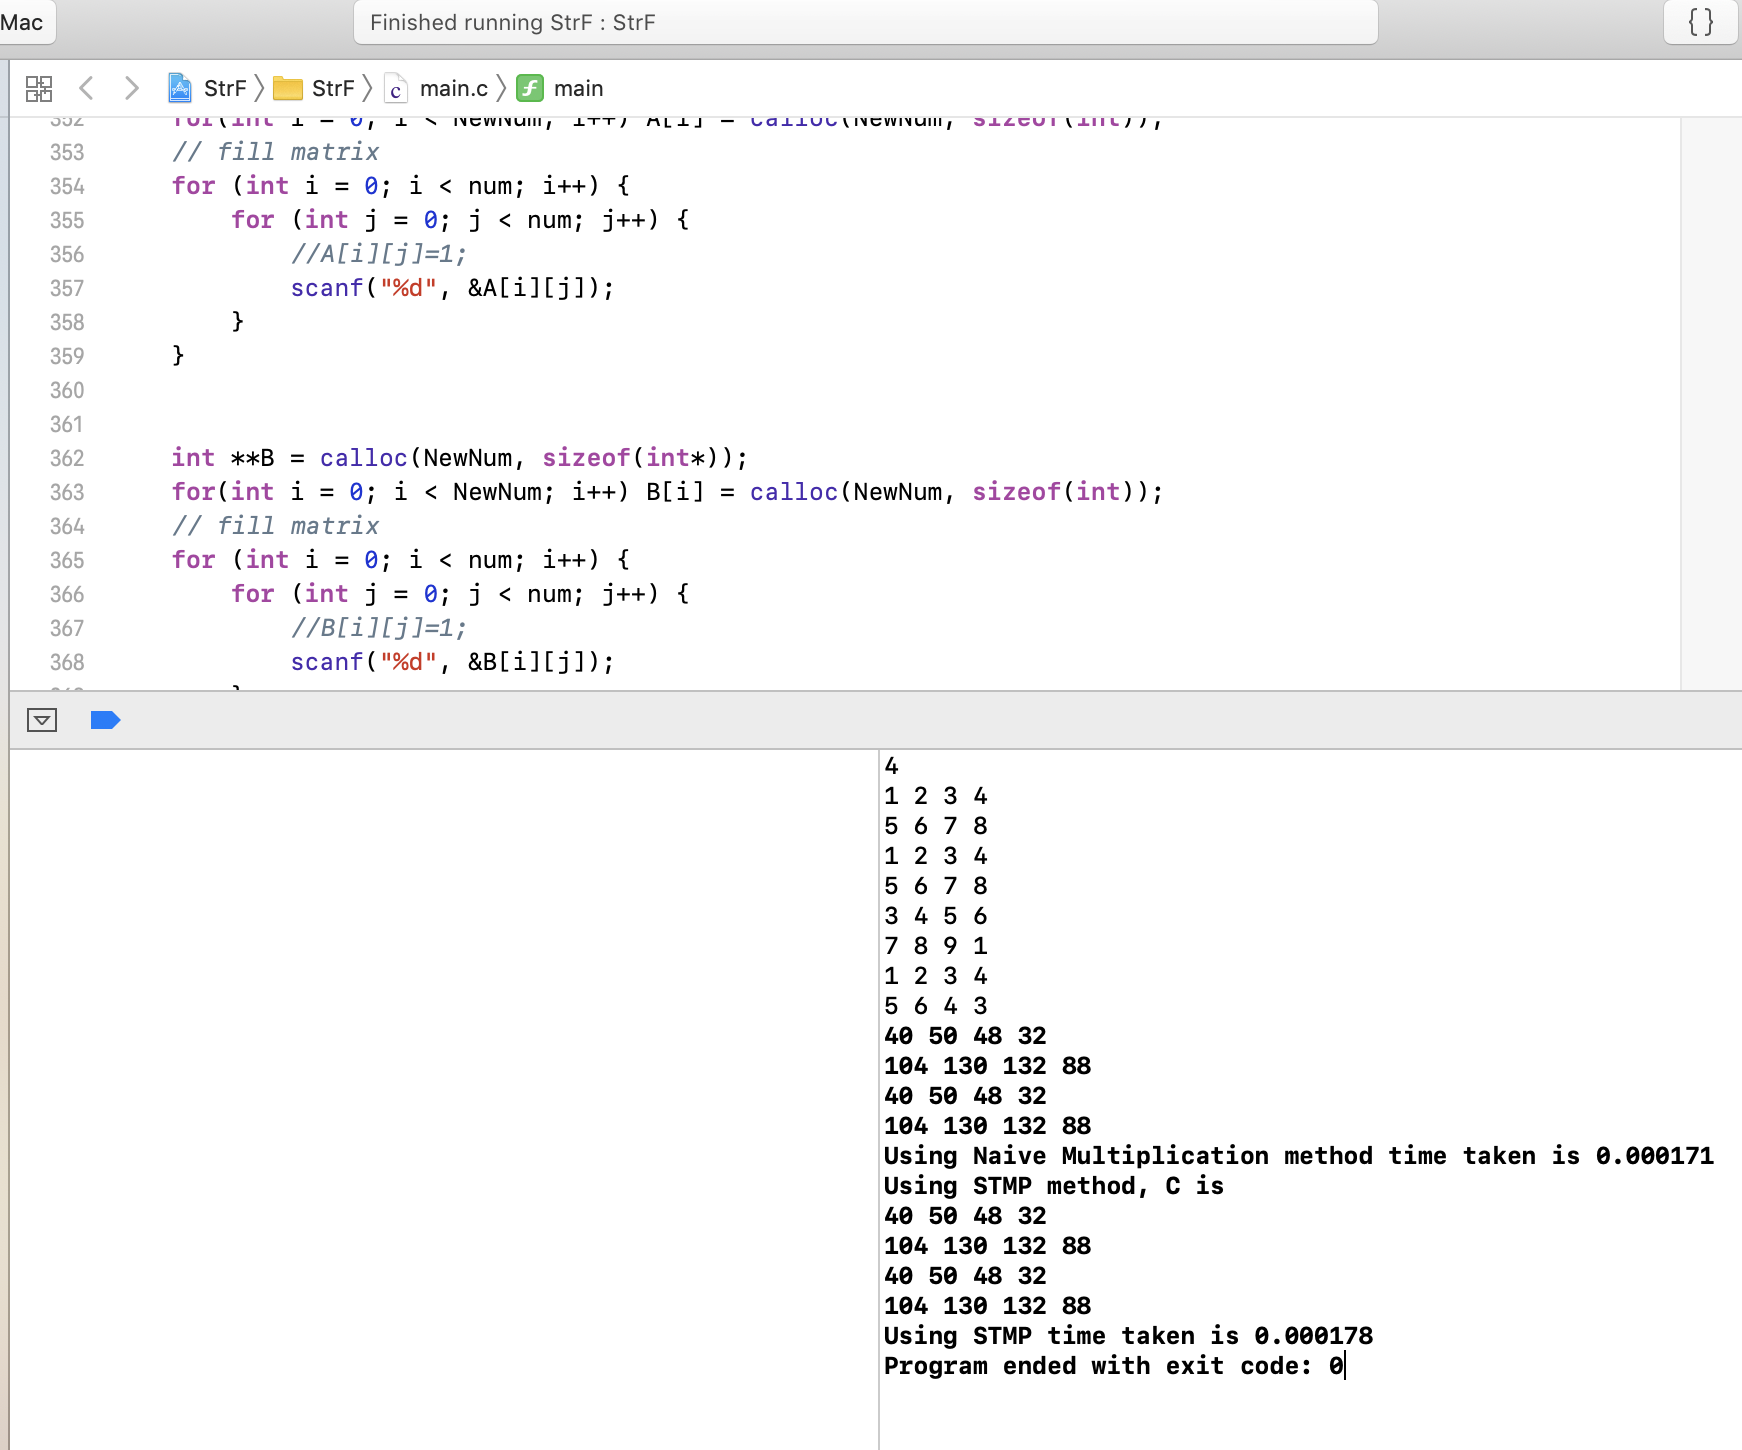 Mac
Finished running StrF : StrF
{ }
StrF StrF main.c main
352 for(int i = 0; i < NewNum; i++) A[i] = calloc(NewNum, sizeof(int));
353 // fill matrix
354 for (int i = 0; i < num; i++) {
355 for (int j = 0; j < num; j++) {
356 //A[i][j]=1;
357 scanf("%d", &A[i][j]);
358 }
359 }
360
361
362 int **B = calloc(NewNum, sizeof(int*));
363 for(int i = 0; i < NewNum; i++) B[i] = calloc(NewNum, sizeof(int));
364 // fill matrix
365 for (int i = 0; i < num; i++) {
366 for (int j = 0; j < num; j++) {
367 //B[i][j]=1;
368 scanf("%d", &B[i][j]);
4
1 2 3 4
5 6 7 8
1 2 3 4
5 6 7 8
3 4 5 6
7 8 9 1
1 2 3 4
5 6 4 3
40 50 48 32
104 130 132 88
40 50 48 32
104 130 132 88
Using Naive Multiplication method time taken is 0.000171
Using STMP method, C is
40 50 48 32
104 130 132 88
40 50 48 32
104 130 132 88
Using STMP time taken is 0.000178
Program ended with exit code: 0